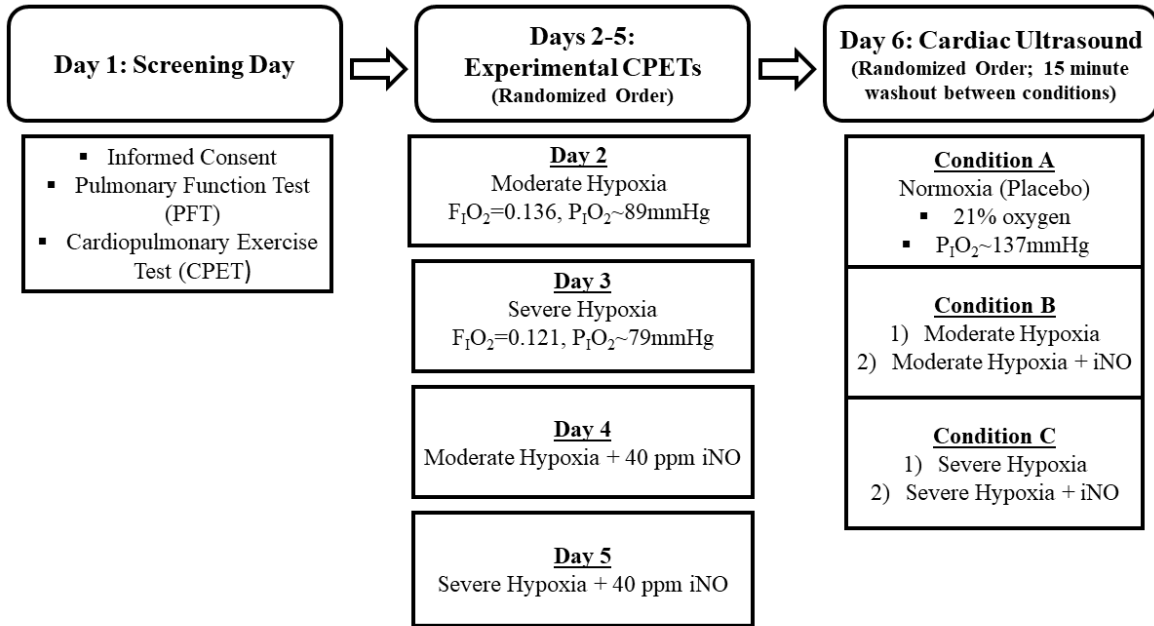 Day 1: Screening Day
▪ Informed Consent
▪ Pulmonary Function Test
(PFT)
▪ Cardiopulmonary Exercise
Test (CPET)
Days 2-5:
Experimental CPETs
(Randomized Order)
Day 2
Moderate Hypoxia
FIO2=0.136, PIO2~89mmHg
Day 3
Severe Hypoxia
FIO2=0.121, PIO2~79mmHg
Day 4
Moderate Hypoxia + 40 ppm iNO
Day 5
Severe Hypoxia + 40 ppm iNO
Day 6: Cardiac Ultrasound
(Randomized Order; 15 minute
washout between conditions)
Condition A
Normoxia (Placebo)
▪ 21% oxygen
▪ PIO2~137mmHg
Condition B
1) Moderate Hypoxia
2) Moderate Hypoxia + iNO
Condition C
1) Severe Hypoxia
2) Severe Hypoxia + iNO